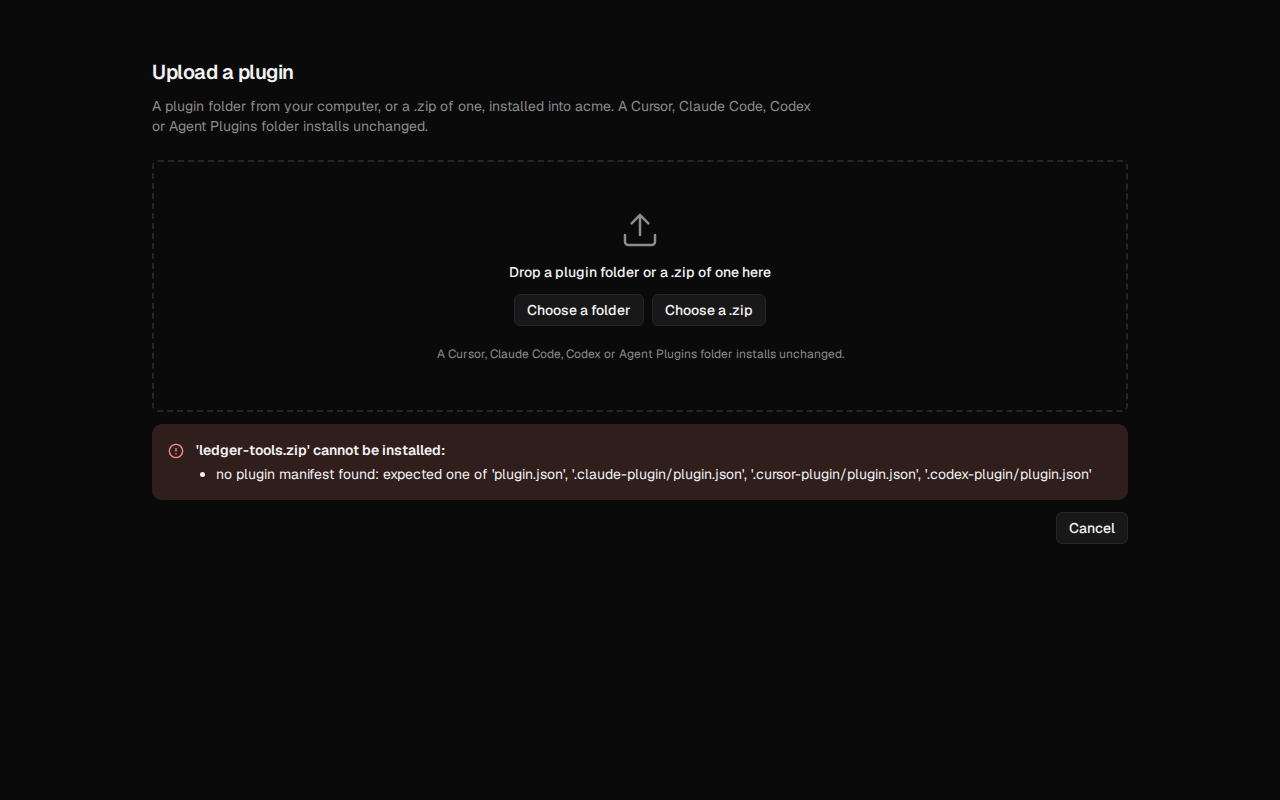 Upload a plugin
A plugin folder from your computer, or a .zip of one, installed into acme. A Cursor, Claude Code, Codex
or Agent Plugins folder installs unchanged.
Drop a plugin folder or a .zip of one here
Choose a folder
Choose a .zip
A Cursor, Claude Code, Codex or Agent Plugins folder installs unchanged.
'ledger-tools.zip' cannot be installed:
• no plugin manifest found: expected one of 'plugin.json', '.claude-plugin/plugin.json', '.cursor-plugin/plugin.json', '.codex-plugin/plugin.json'
Cancel